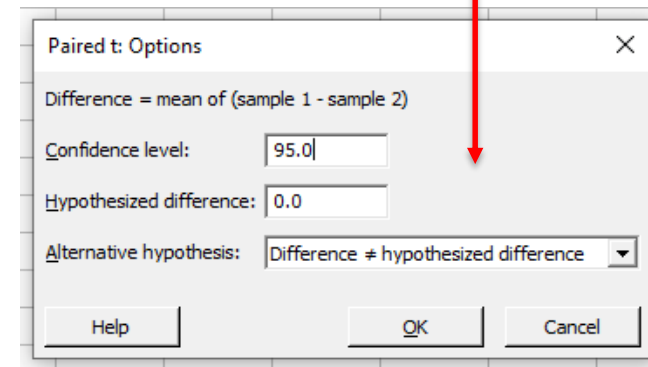 Paired t: Options
Difference = mean of (sample 1 - sample 2)
Confidence level: 95.0
Hypothesized difference: 0.0
Alternative hypothesis: Difference ≠ hypothesized difference
Help OK Cancel